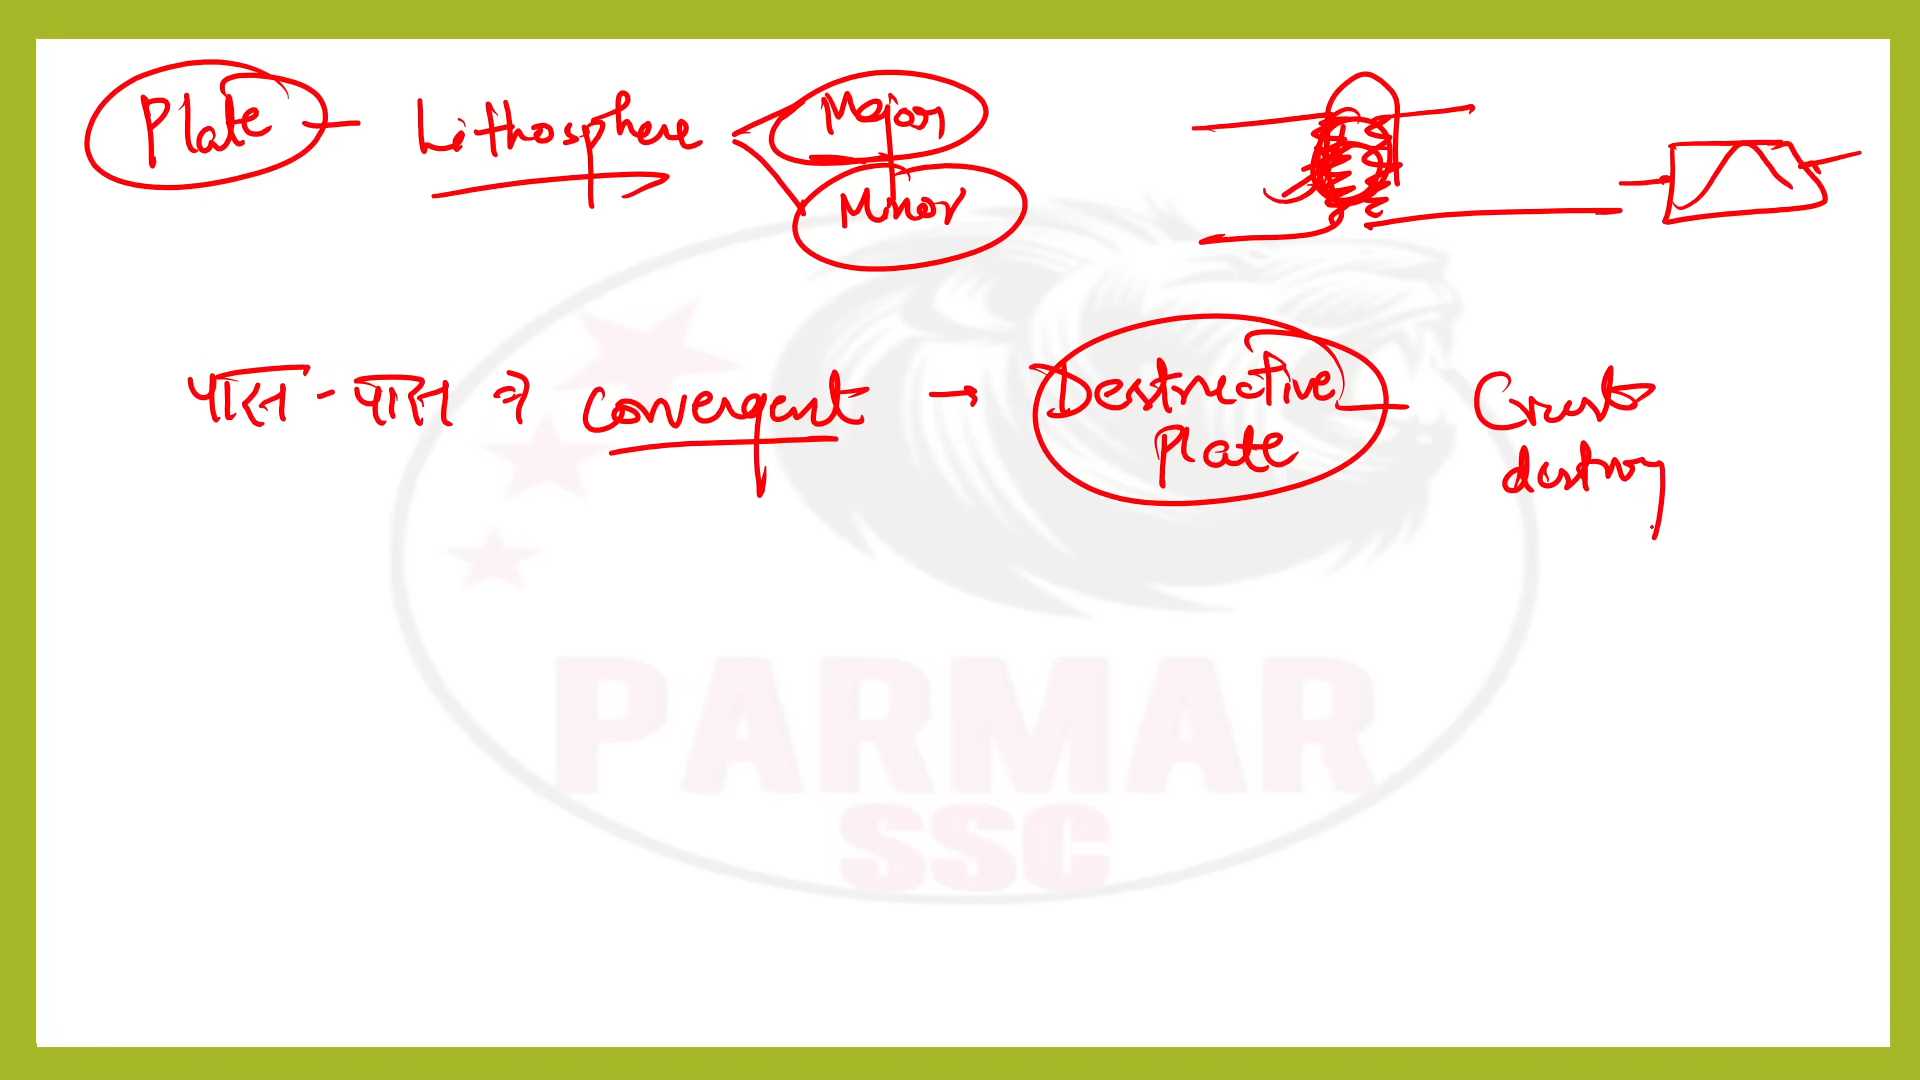 Plate - Lithosphere Major
Minor
पास - पास → convergent → Destructive Plate - Crust destroy
PARMAR
SSC